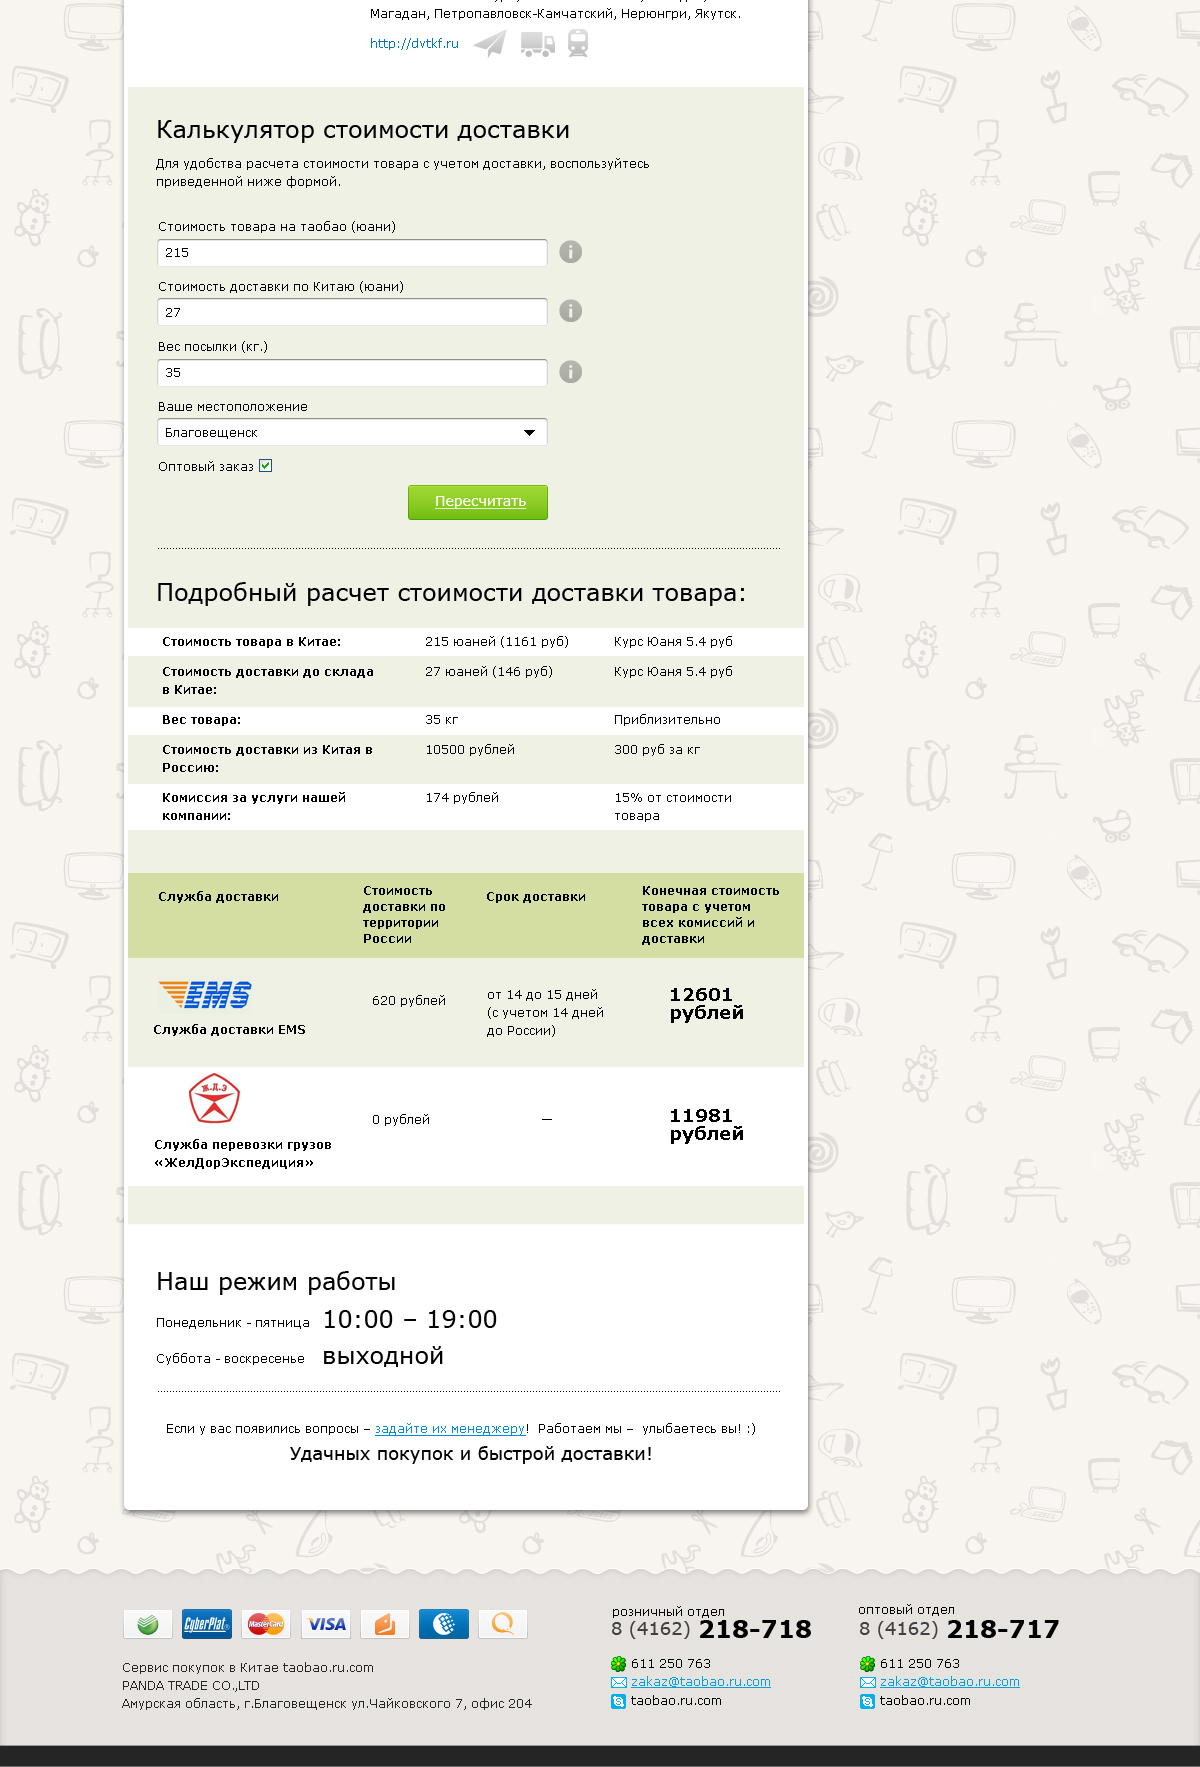 Магадан, Петропавловск-Камчатский, Нерюнгри, Якутск.
http://dvtkf.ru
Калькулятор стоимости доставки
Для удобства расчета стоимости товара с учетом доставки, воспользуйтесь
приведенной ниже формой.
Стоимость товара на таобао (юани)
215
Стоимость доставки по Китаю (юани)
27
Вес посылки (кг.)
35
Ваше местоположение
Благовещенск
Оптовый заказ
Пересчитать
Подробный расчет стоимости доставки товара:
Стоимость товара в Китае: 215 юаней (1161 руб) Курс Юаня 5.4 руб
Стоимость доставки до склада 27 юаней (146 руб) Курс Юаня 5.4 руб
в Китае:
Вес товара: 35 кг Приблизительно
Стоимость доставки из Китая в 10500 рублей 300 руб за кг
Россию:
Комиссия за услуги нашей 174 рублей 15% от стоимости
компании: товара
Служба доставки
Стоимость
доставки по
территории
России
Срок доставки
Конечная стоимость
товара с учетом
всех комиссий и
доставки
EMS
Служба доставки EMS
620 рублей
от 14 до 15 дней
(с учетом 14 дней
до России)
12601
рублей
Ж.Д.Э
Служба перевозки грузов
«ЖелДорЭкспедиция»
0 рублей
—
11981
рублей
Наш режим работы
Понедельник - пятница 10:00 – 19:00
Суббота - воскресенье выходной
Если у вас появились вопросы – задайте их менеджеру! Работаем мы – улыбаетесь вы! :)
Удачных покупок и быстрой доставки!
CyberPlat MasterCard VISA
Сервис покупок в Китае taobao.ru.com
PANDA TRADE CO.,LTD
Амурская область, г.Благовещенск ул.Чайковского 7, офис 204
розничный отдел
8 (4162) 218-718
611 250 763
zakaz@taobao.ru.com
taobao.ru.com
оптовый отдел
8 (4162) 218-717
611 250 763
zakaz@taobao.ru.com
taobao.ru.com